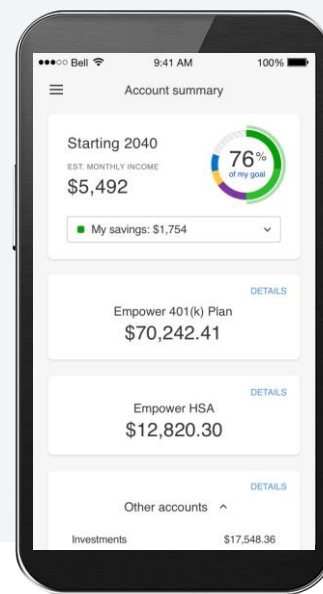 Bell 9:41 AM 100%
Account summary
Starting 2040
EST. MONTHLY INCOME
$5,492
76%
of my goal
My savings: $1,754
DETAILS
Empower 401(k) Plan
$70,242.41
DETAILS
Empower HSA
$12,820.30
DETAILS
Other accounts
Investments $17,548.36